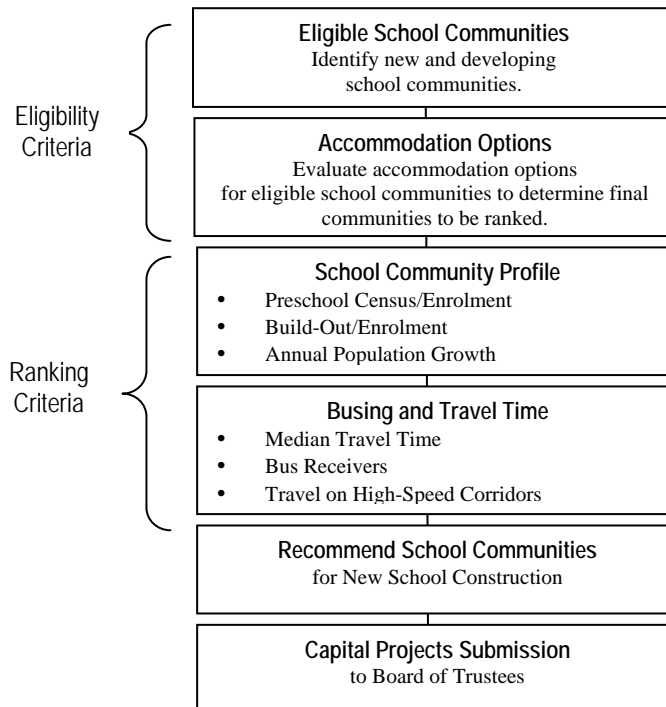 Eligible School Communities
Identify new and developing
school communities.
Eligibility
Criteria
Accommodation Options
Evaluate accommodation options
for eligible school communities to determine final
communities to be ranked.
School Community Profile
• Preschool Census/Enrolment
• Build-Out/Enrolment
• Annual Population Growth
Ranking
Criteria
Busing and Travel Time
• Median Travel Time
• Bus Receivers
• Travel on High-Speed Corridors
Recommend School Communities
for New School Construction
Capital Projects Submission
to Board of Trustees